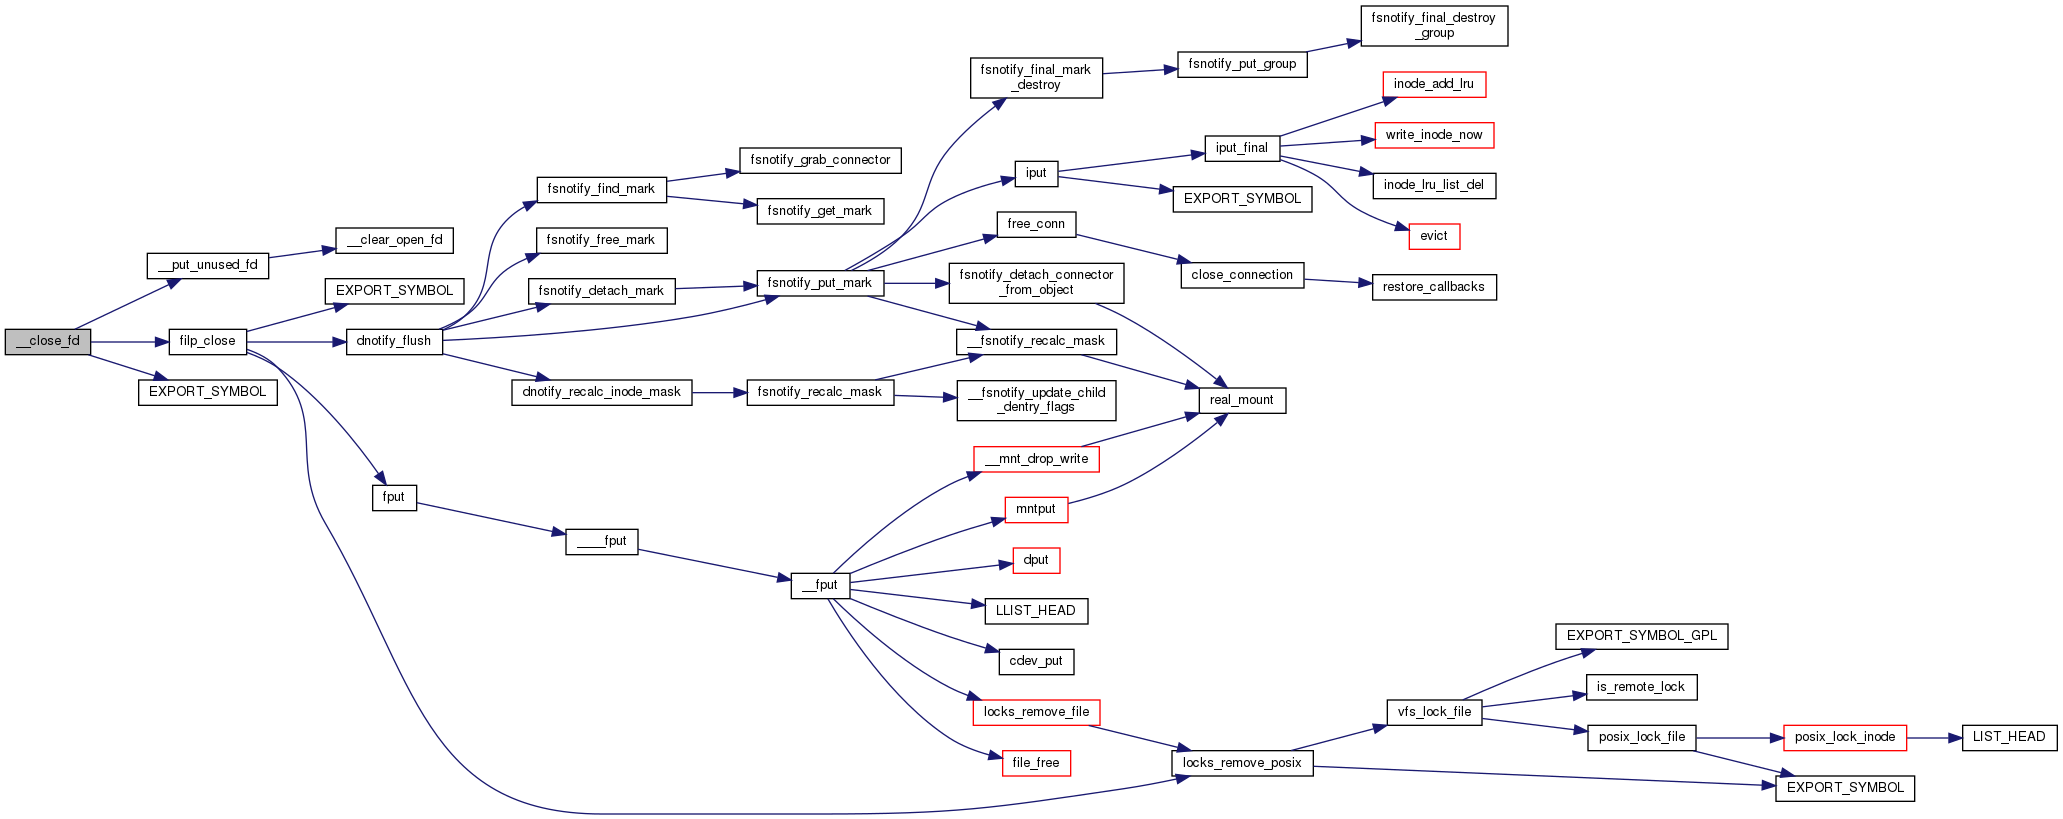 fsnotify_final_destroy
_group
fsnotify_final_mark
_destroy
fsnotify_put_group
inode_add_lru
write_inode_now
iput_final
fsnotify_grab_connector
iput
inode_lru_list_del
fsnotify_find_mark
EXPORT_SYMBOL
fsnotify_get_mark
free_conn
evict
__clear_open_fd
fsnotify_free_mark
__put_unused_fd
close_connection
fsnotify_detach_connector
_from_object
restore_callbacks
EXPORT_SYMBOL
fsnotify_detach_mark
fsnotify_put_mark
__close_fd
filp_close
dnotify_flush
__fsnotify_recalc_mask
EXPORT_SYMBOL
dnotify_recalc_inode_mask
fsnotify_recalc_mask
__fsnotify_update_child
_dentry_flags
real_mount
__mnt_drop_write
fput
mntput
____fput
dput
__fput
LLIST_HEAD
EXPORT_SYMBOL_GPL
cdev_put
is_remote_lock
locks_remove_file
vfs_lock_file
posix_lock_file
posix_lock_inode
LIST_HEAD
file_free
locks_remove_posix
EXPORT_SYMBOL